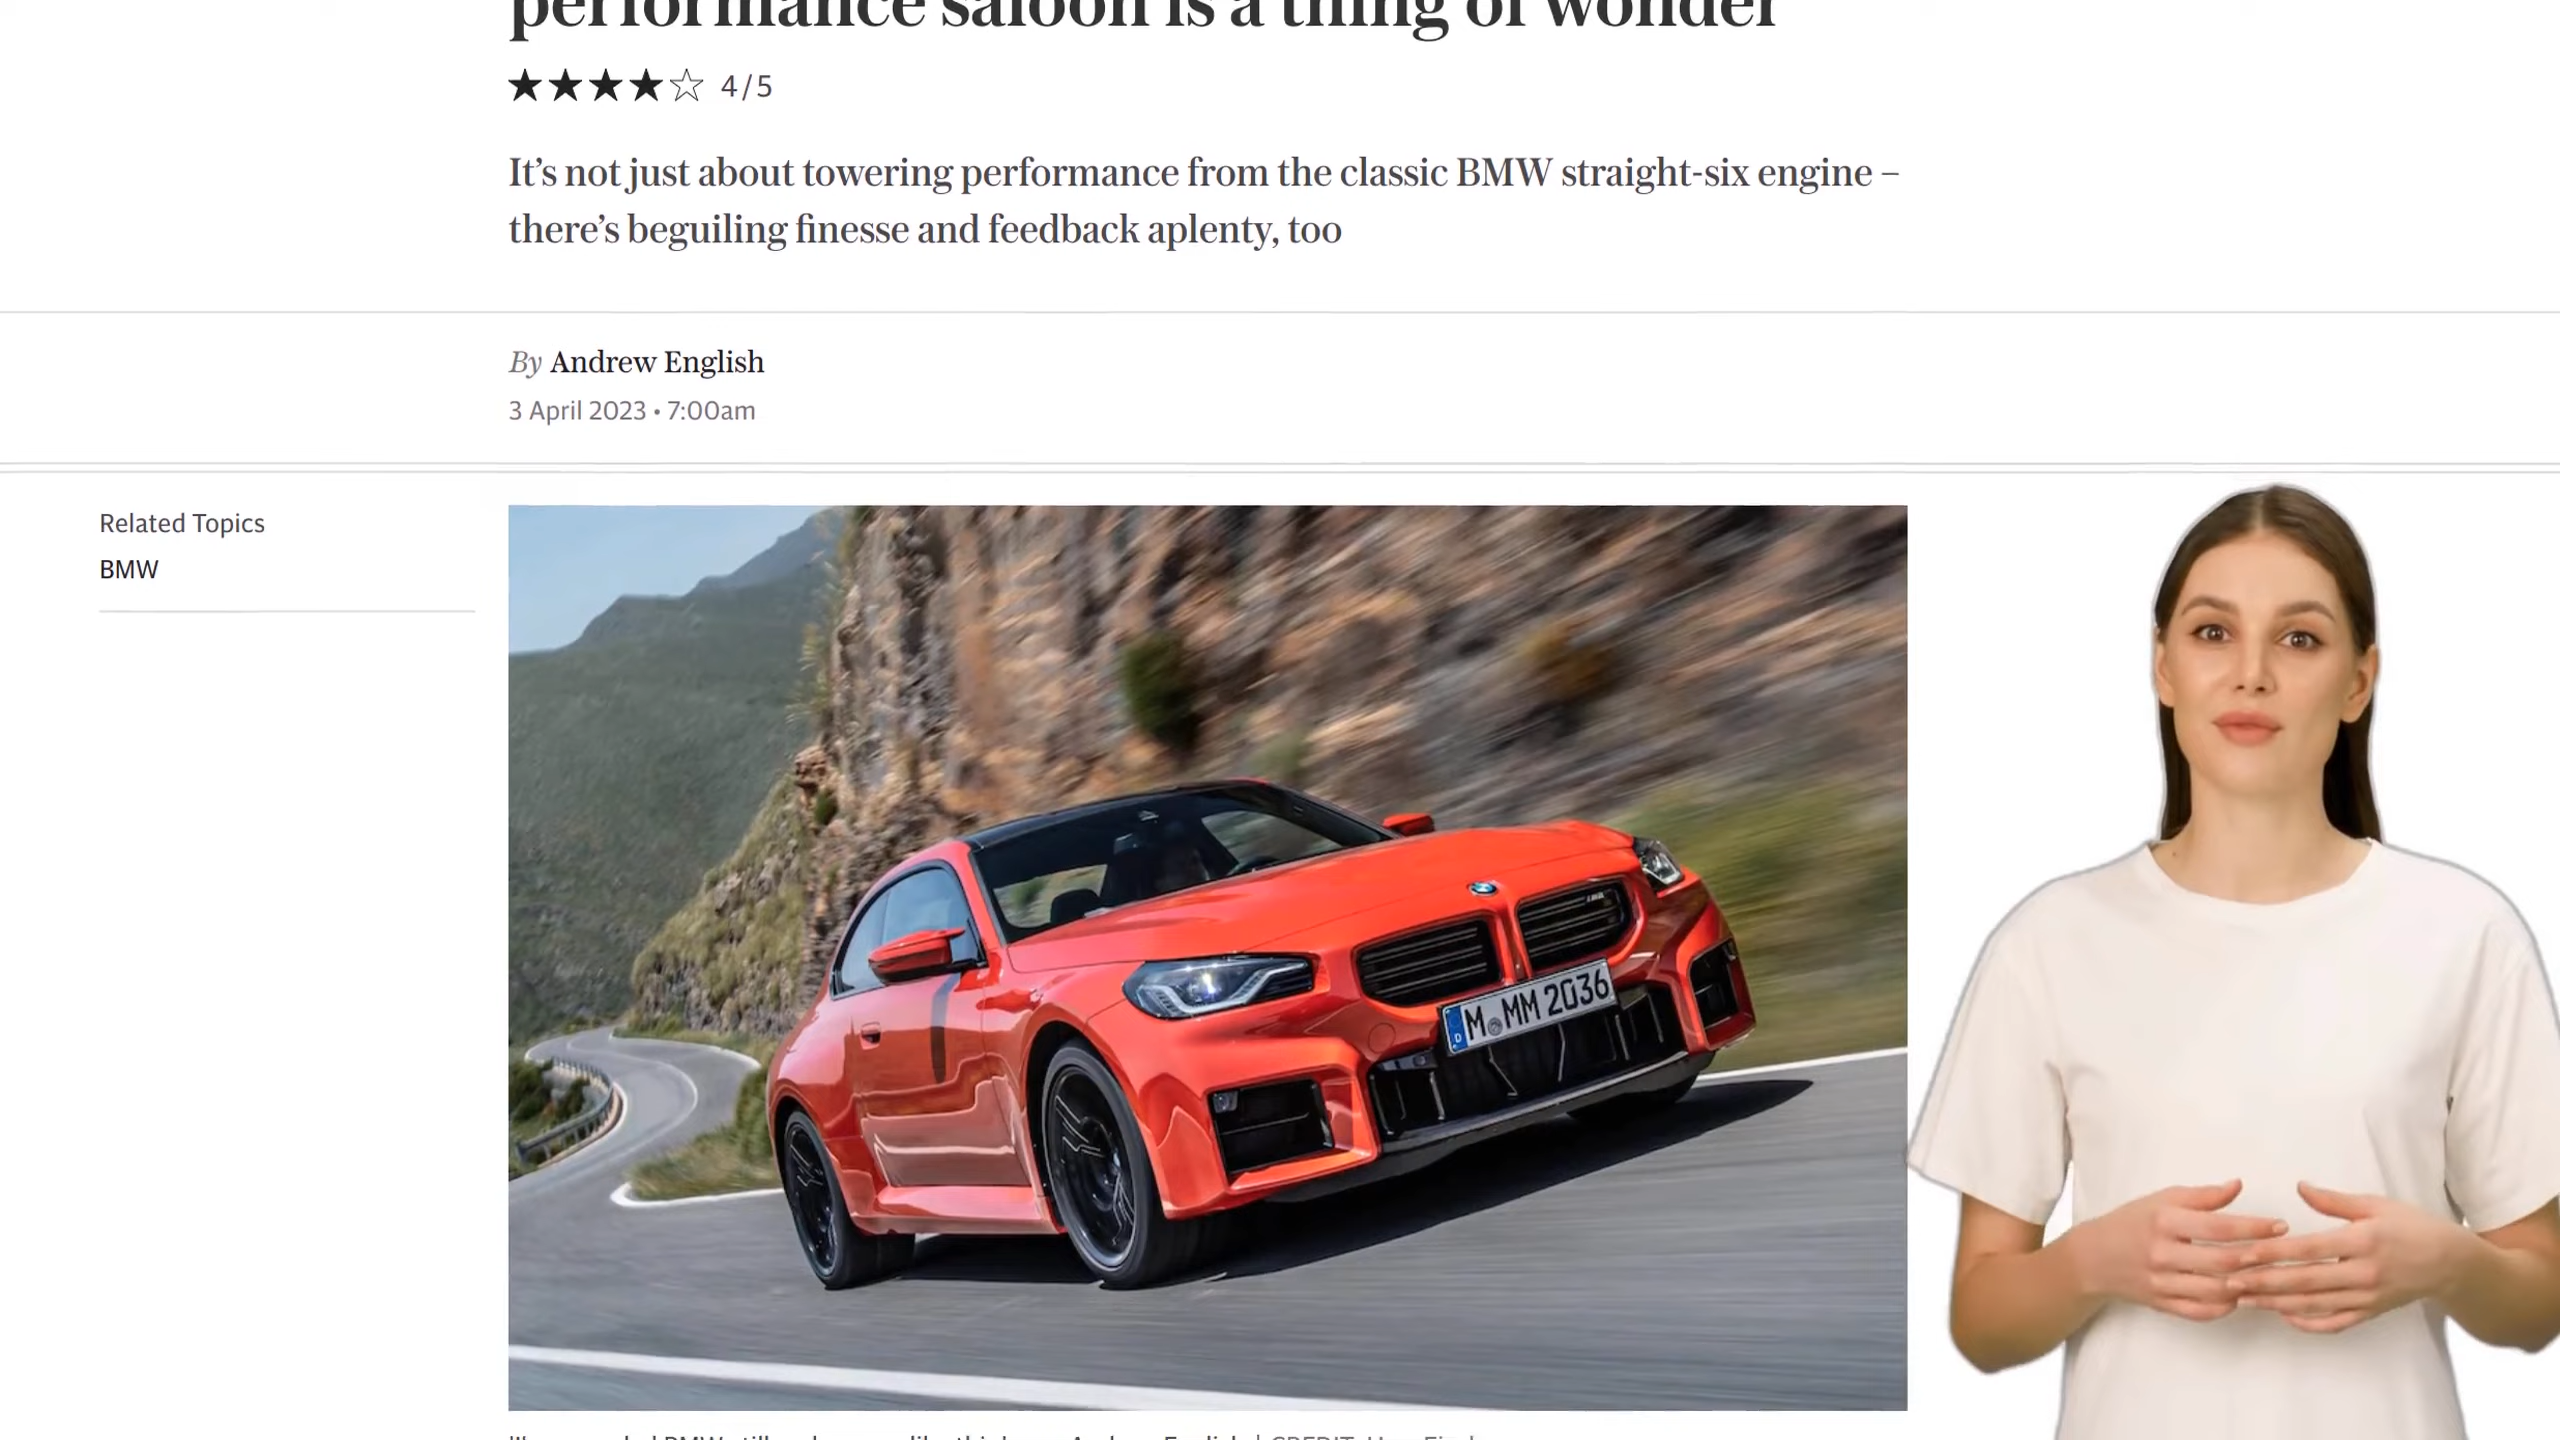 performance saloon is a thing of wonder
4/5
It's not just about towering performance from the classic BMW straight-six engine –
there's beguiling finesse and feedback aplenty, too
By Andrew English
3 April 2023 • 7:00am
Related Topics
BMW
M MM 2036